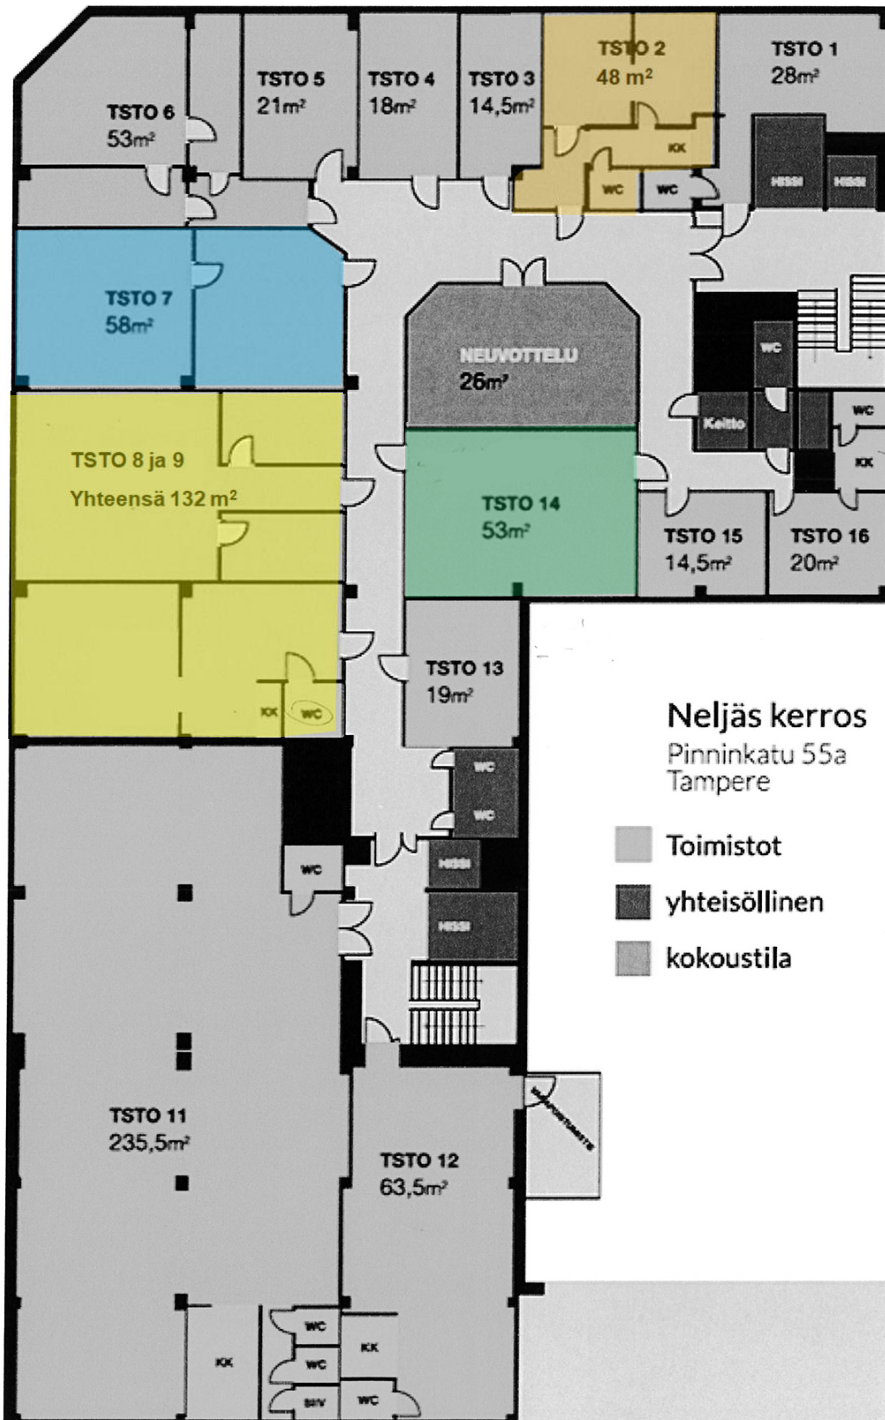 TSTO 1
28m²
TSTO 2
48 m²
TSTO 3
14,5m²
TSTO 4
18m²
TSTO 5
21m²
TSTO 6
53m²
KK
WC
WC
HISSI
HISSI
TSTO 7
58m²
NEUVOTTELU
26m²
WC
Keitto
WC
KK
TSTO 8 ja 9
Yhteensä 132 m²
KK
WC
TSTO 14
53m²
TSTO 15
14,5m²
TSTO 16
20m²
TSTO 13
19m²
WC
WC
WC
HISSI
HISSI
Neljäs kerros
Pinninkatu 55a
Tampere
Toimistot
yhteisöllinen
kokoustila
TSTO 11
235,5m²
TSTO 12
63,5m²
KK
WC
WC
SIIV
KK
WC